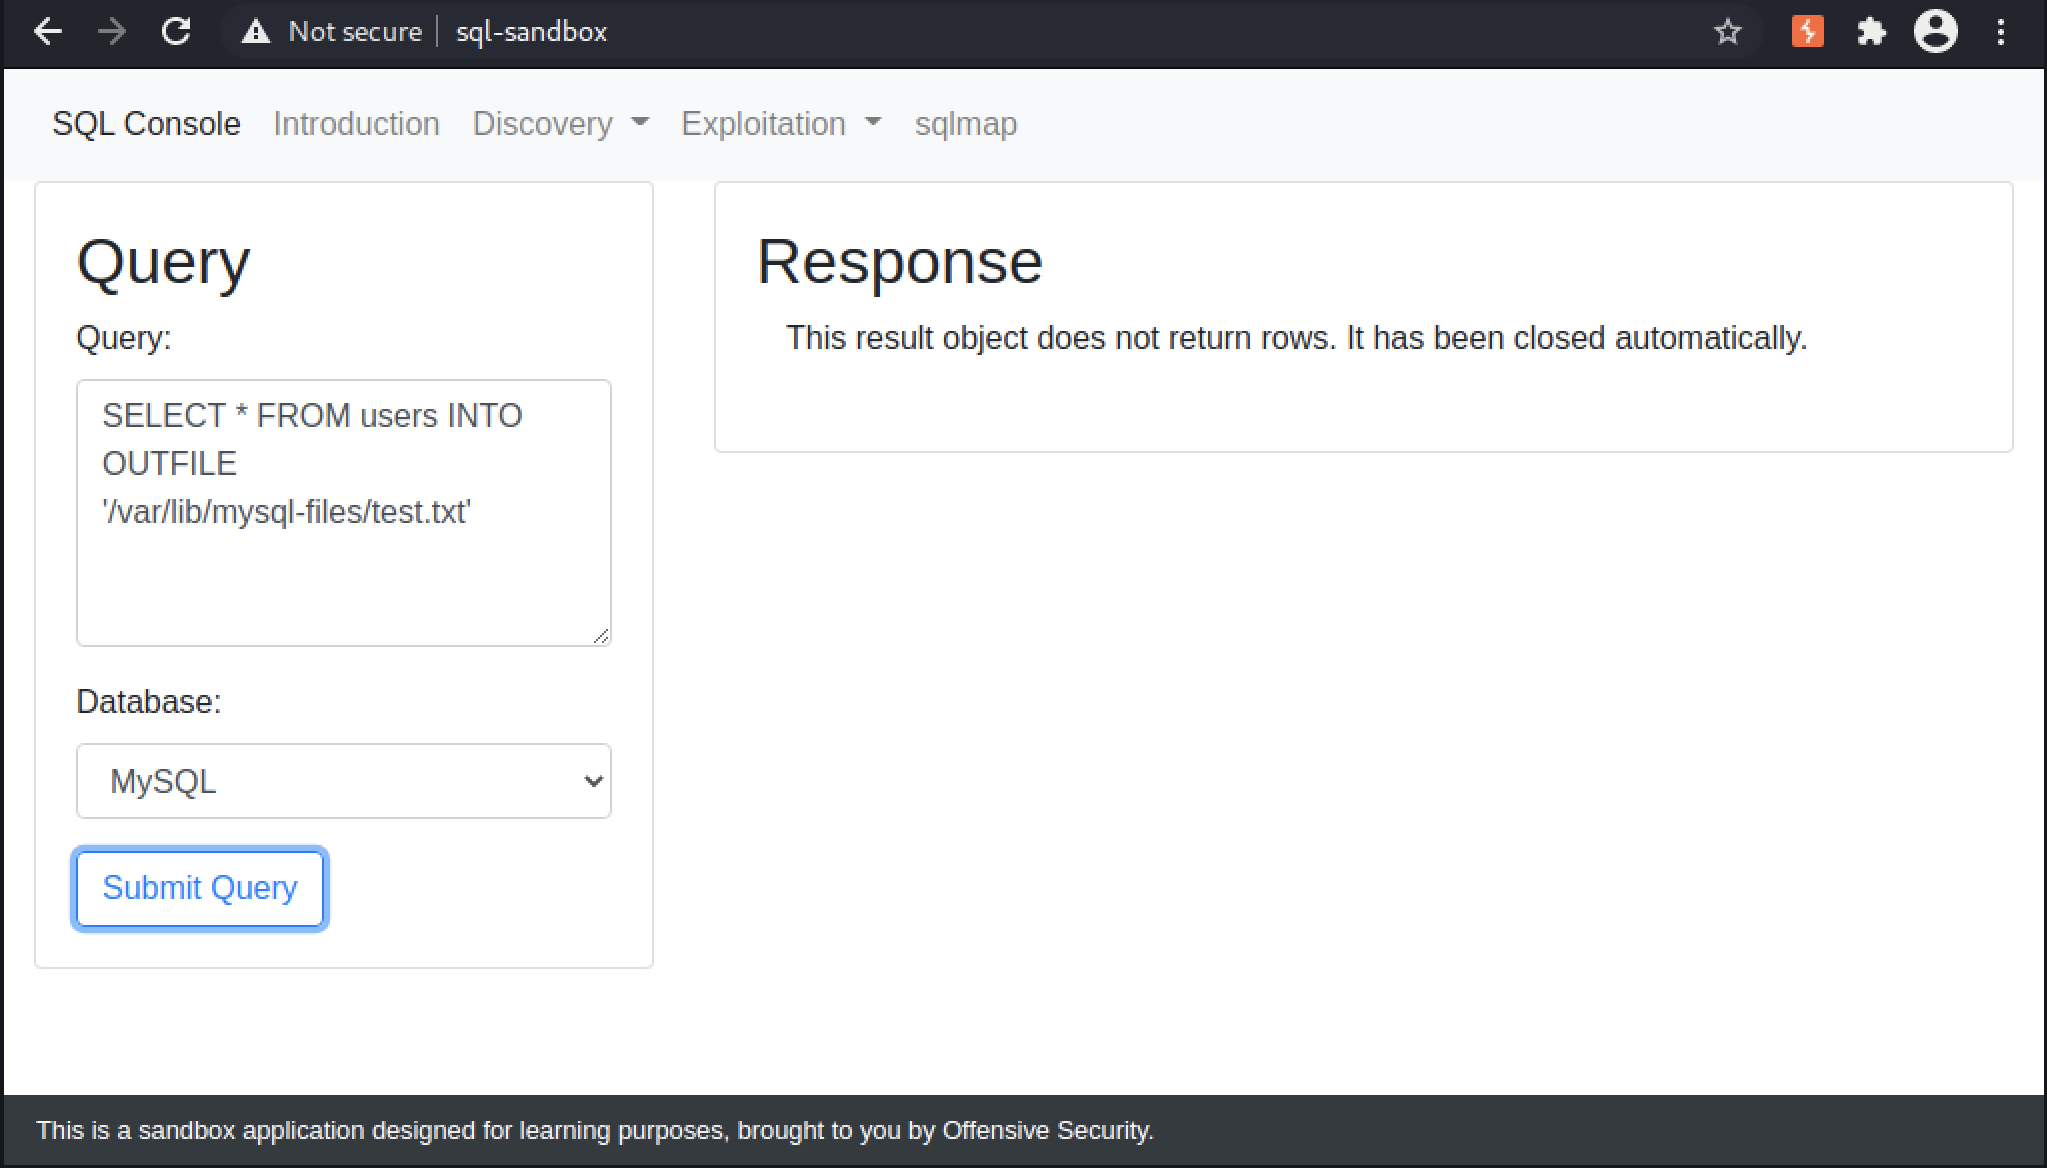 Not secure | sql-sandbox
SQL Console Introduction Discovery Exploitation sqlmap
Query
Query:
SELECT * FROM users INTO
OUTFILE
'/var/lib/mysql-files/test.txt'
Database:
MySQL
Submit Query
Response
This result object does not return rows. It has been closed automatically.
This is a sandbox application designed for learning purposes, brought to you by Offensive Security.